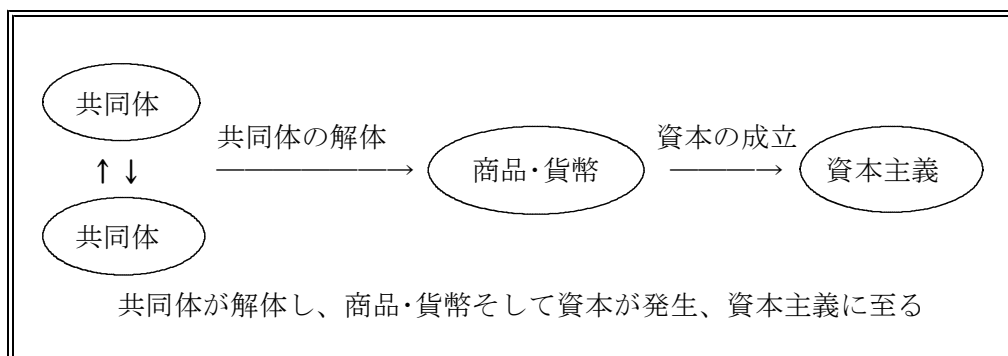 共同体
共同体の解体
資本の成立
↑↓
商品・貨幣
資本主義
共同体
共同体が解体し、商品・貨幣そして資本が発生、資本主義に至る